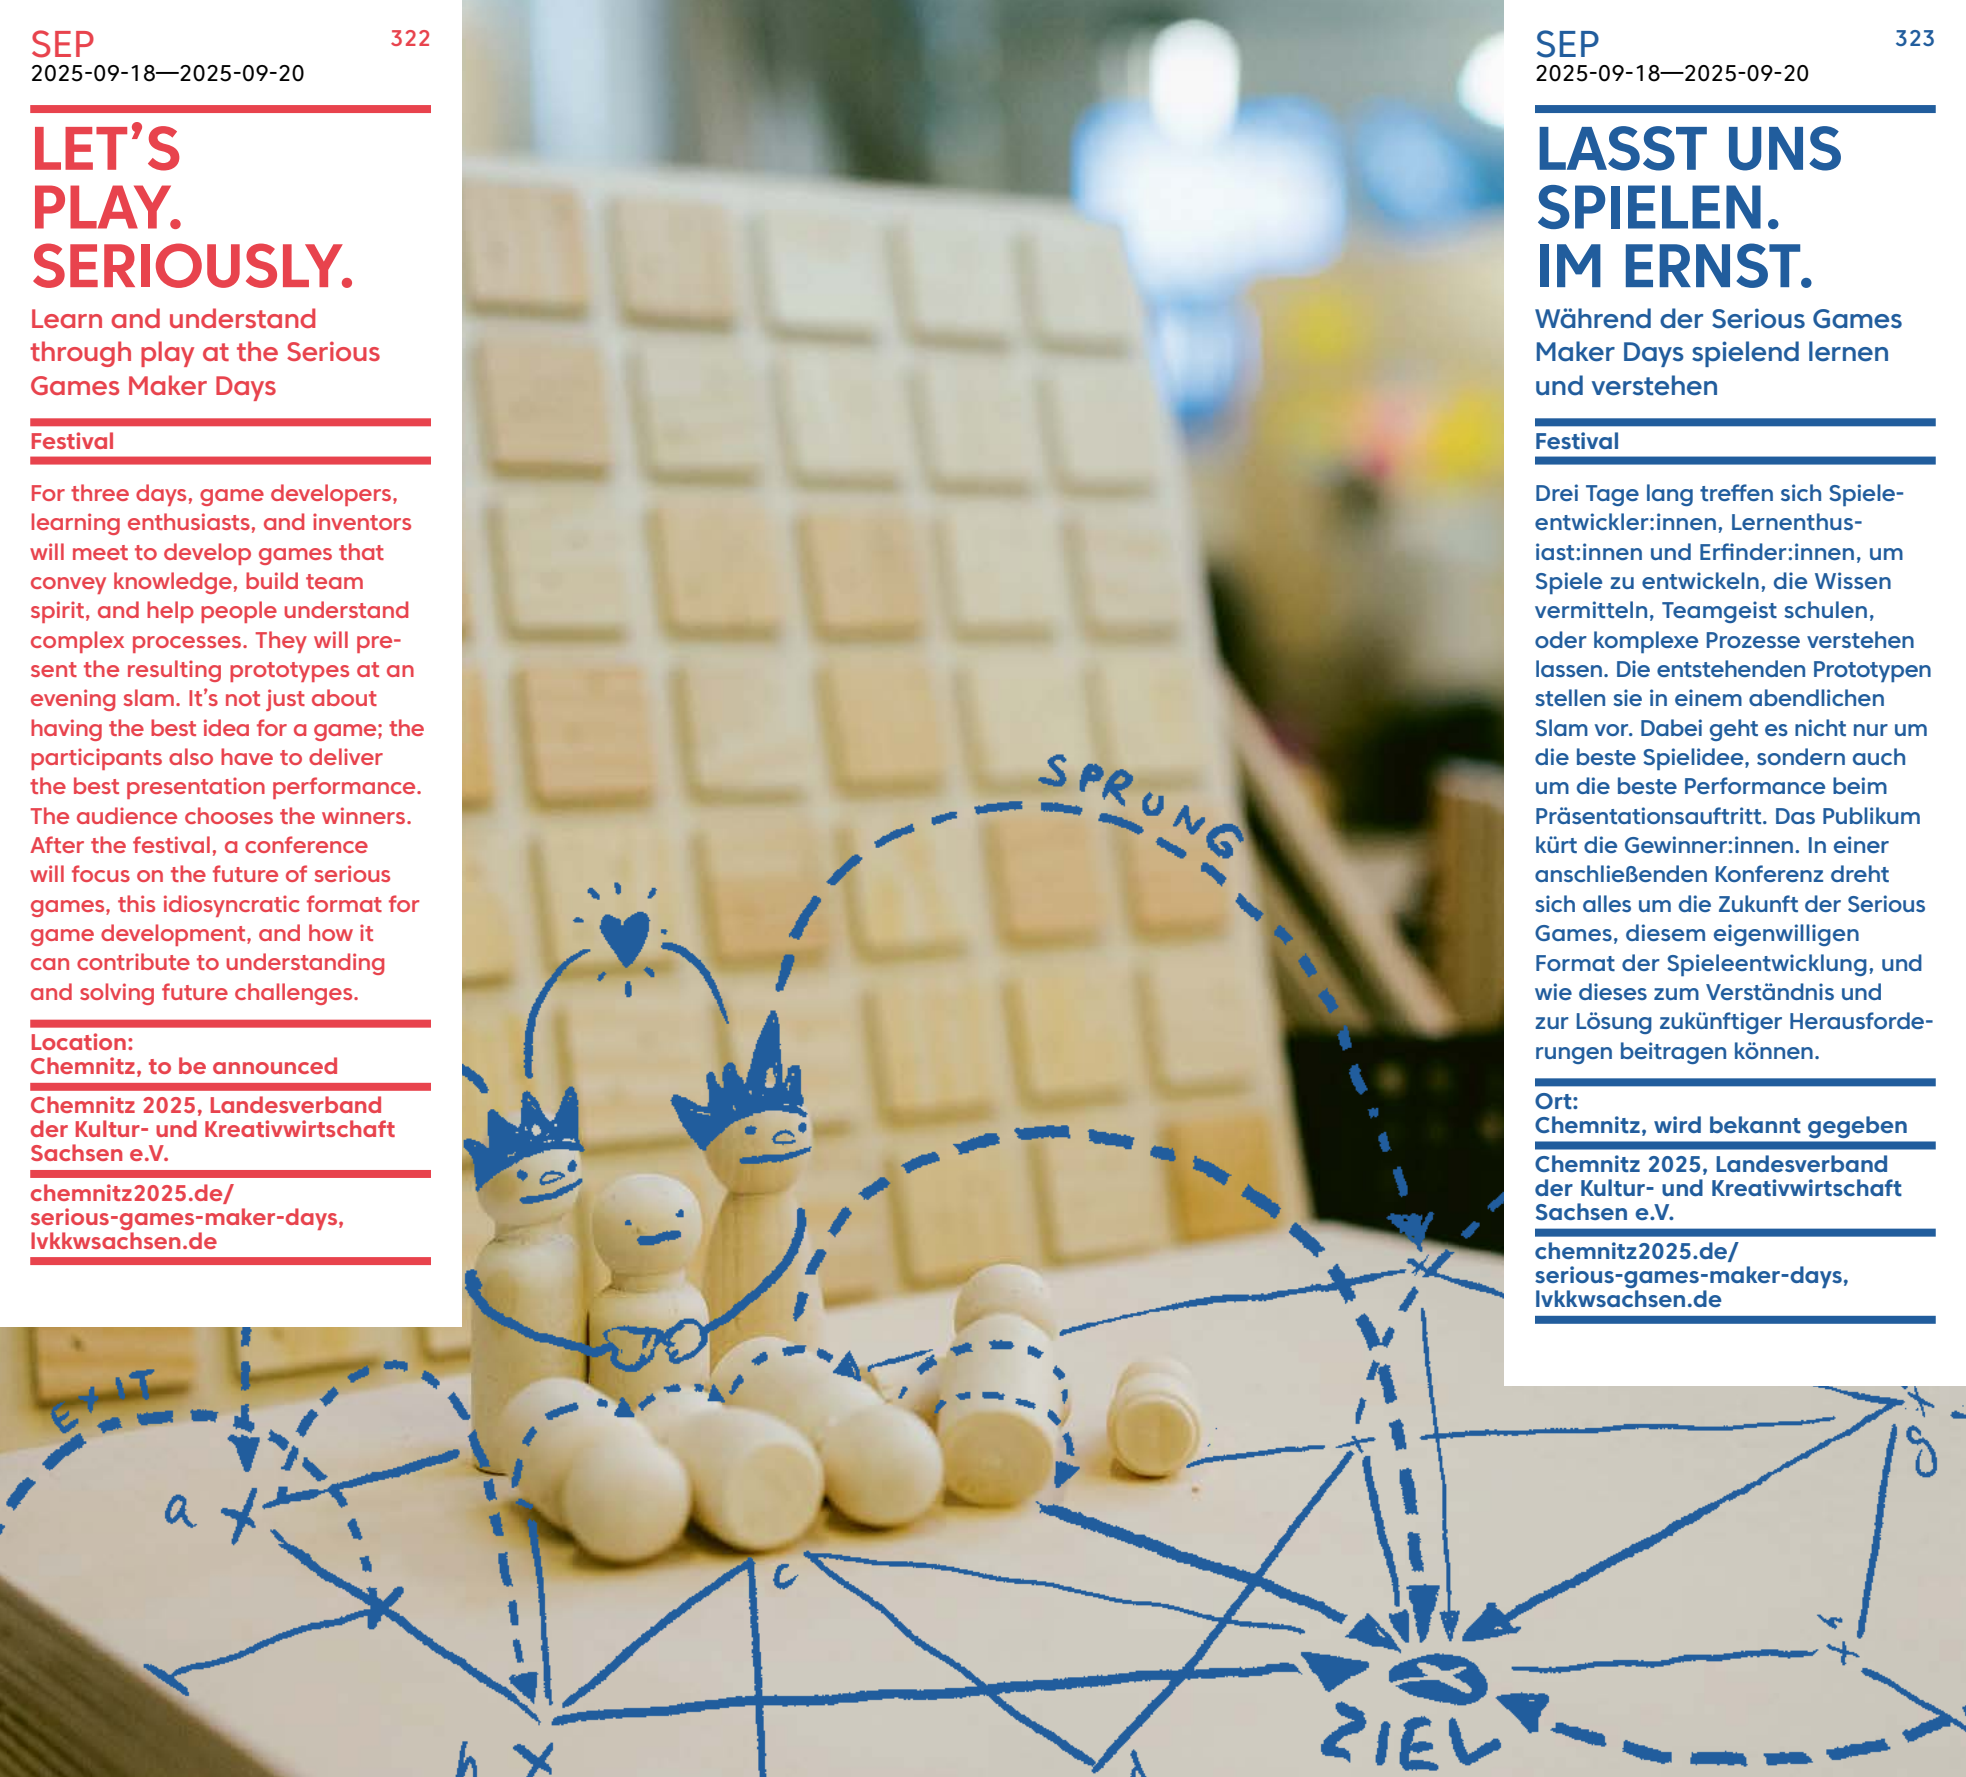 SEP
322
2025-09-18—2025-09-20
LET’S
PLAY.
SERIOUSLY.
Learn and understand
through play at the Serious
Games Maker Days
Festival
For three days, game developers,
learning enthusiasts, and inventors
will meet to develop games that
convey knowledge, build team
spirit, and help people understand
complex processes. They will pre-
sent the resulting prototypes at an
evening slam. It’s not just about
having the best idea for a game; the
participants also have to deliver
the best presentation performance.
The audience chooses the winners.
After the festival, a conference
will focus on the future of serious
games, this idiosyncratic format for
game development, and how it
can contribute to understanding
and solving future challenges.
Location:
Chemnitz, to be announced
Chemnitz 2025, Landesverband
der Kultur- und Kreativwirtschaft
Sachsen e.V.
chemnitz2025.de/
serious-games-maker-days,
lvkkwsachsen.de
SPRUNG
EXIT
a
c
g
h
b
ZIEL
SEP
323
2025-09-18—2025-09-20
LASST UNS
SPIELEN.
IM ERNST.
Während der Serious Games
Maker Days spielend lernen
und verstehen
Festival
Drei Tage lang treffen sich Spiele-
entwickler:innen, Lernenthus-
iast:innen und Erfinder:innen, um
Spiele zu entwickeln, die Wissen
vermitteln, Teamgeist schulen,
oder komplexe Prozesse verstehen
lassen. Die entstehenden Prototypen
stellen sie in einem abendlichen
Slam vor. Dabei geht es nicht nur um
die beste Spielidee, sondern auch
um die beste Performance beim
Präsentationsauftritt. Das Publikum
kürt die Gewinner:innen. In einer
anschließenden Konferenz dreht
sich alles um die Zukunft der Serious
Games, diesem eigenwilligen
Format der Spieleentwicklung, und
wie dieses zum Verständnis und
zur Lösung zukünftiger Herausforde-
rungen beitragen können.
Ort:
Chemnitz, wird bekannt gegeben
Chemnitz 2025, Landesverband
der Kultur- und Kreativwirtschaft
Sachsen e.V.
chemnitz2025.de/
serious-games-maker-days,
lvkkwsachsen.de